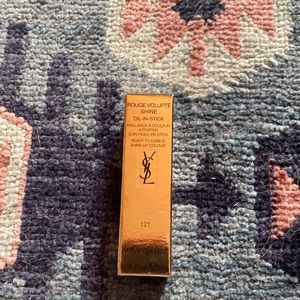 ROUGE VOLUPTÉ
SHINE
OIL-IN-STICK
BRILLANCE & COULEUR
À PORTER
SOIN-HUILE-EN-STICK
READY TO CARE &
SHINE LIP COLOUR
YSL
121